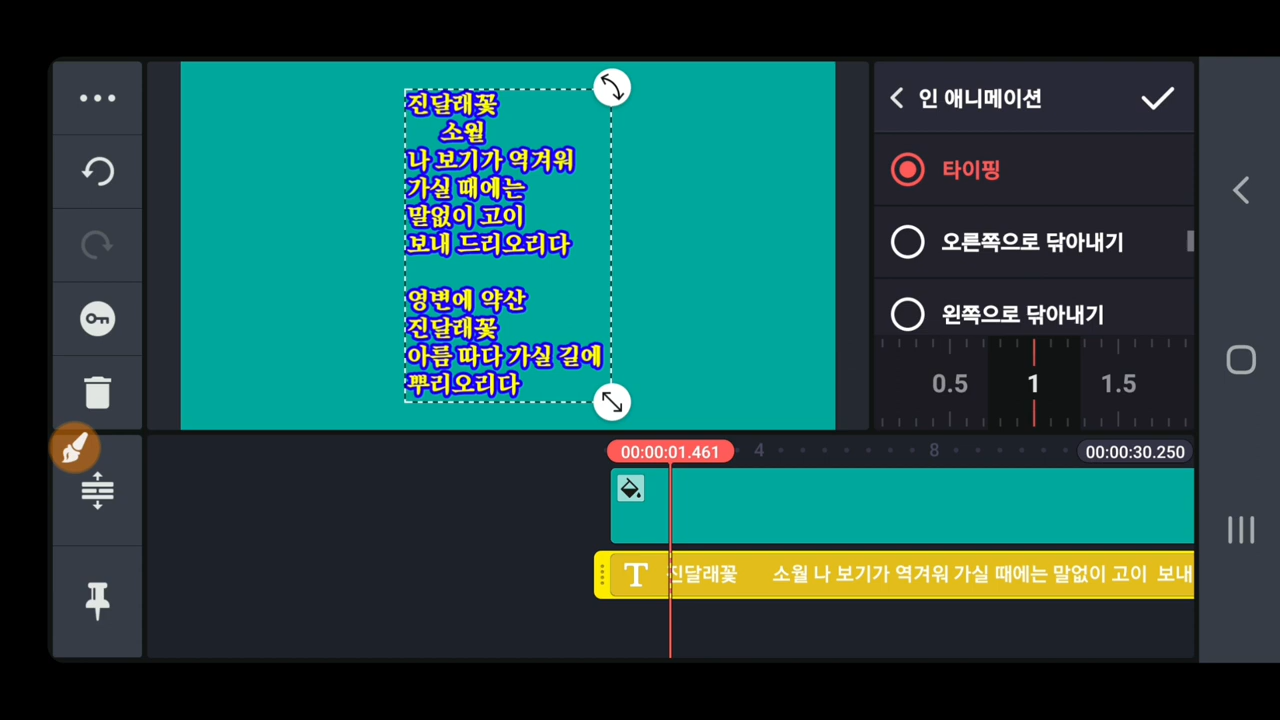 진달래꽃
소월
나 보기가 역겨워
가실 때에는
말없이 고이
보내 드리오리다
영변에 약산
진달래꽃
아름 따다 가실 길에
뿌리오리다
인 애니메이션
타이핑
오른쪽으로 닦아내기
왼쪽으로 닦아내기
0.5 1 1.5
00:00:01.461 4 8 00:00:30.250
T 진달래꽃 소월 나 보기가 역겨워 가실 때에는 말없이 고이 보내